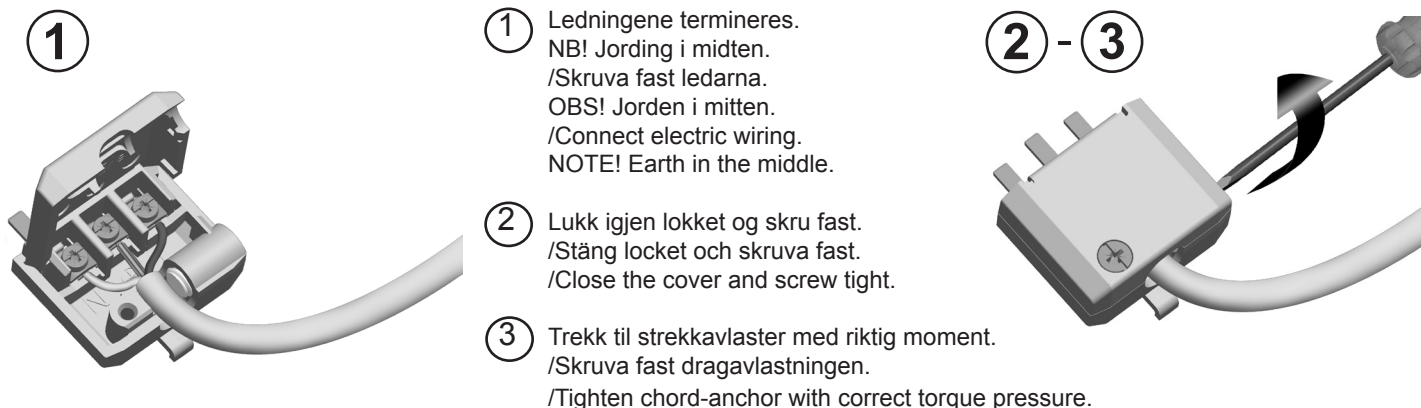 1
1
Ledningene termineres.
NB! Jording i midten.
/Skruva fast ledarna.
OBS! Jorden i mitten.
/Connect electric wiring.
NOTE! Earth in the middle.
2
Lukk igjen lokket og skru fast.
/Stäng locket och skruva fast.
/Close the cover and screw tight.
3
Trekk til strekkavlaster med riktig moment.
/Skruva fast dragavlastningen.
/Tighten chord-anchor with correct torque pressure.
2 - 3
N